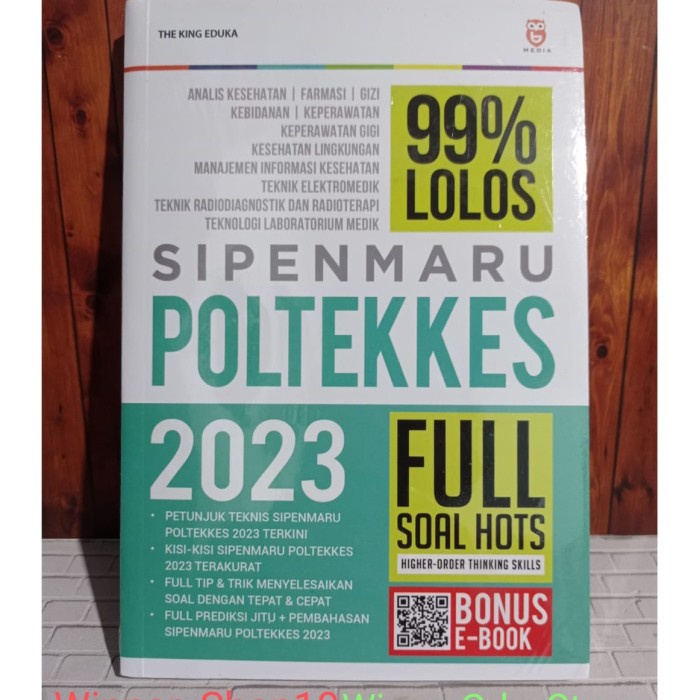 THE KING EDUKA
MEDIA
ANALIS KESEHATAN | FARMASI | GIZI
KEBIDANAN | KEPERAWATAN
KEPERAWATAN GIGI
KESEHATAN LINGKUNGAN
MANAJEMEN INFORMASI KESEHATAN
TEKNIK ELEKTROMEDIK
TEKNIK RADIODIAGNOSTIK DAN RADIOTERAPI
TEKNOLOGI LABORATORIUM MEDIK
99%
LOLOS
SIPENMARU
POLTEKKES
2023
• PETUNJUK TEKNIS SIPENMARU
POLTEKKES 2023 TERKINI
• KISI-KISI SIPENMARU POLTEKKES
2023 TERAKURAT
• FULL TIP & TRIK MENYELESAIKAN
SOAL DENGAN TEPAT & CEPAT
• FULL PREDIKSI JITU + PEMBAHASAN
SIPENMARU POLTEKKES 2023
FULL
SOAL HOTS
HIGHER-ORDER THINKING SKILLS
BONUS
E-BOOK